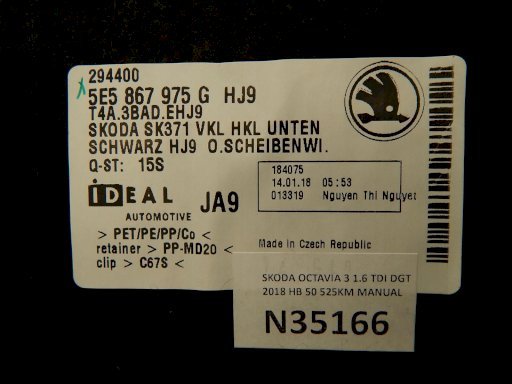 294400
5E5 867 975 G HJ9
T4A.3BAD.EHJ9
SKODA SK371 VKL HKL UNTEN
SCHWARZ HJ9 O.SCHEIBENWI.
Q-ST: 15S
184075
14.01.18 05:53
013319 Nguyen Thi Nguyet
IDEAL
AUTOMOTIVE
JA9
> PET/PE/PP/Co <
retainer > PP-MD20 <
clip > C67S <
Made in Czech Republic
SKODA OCTAVIA 3 1.6 TDI DGT
2018 HB 50 525KM MANUAL
N35166